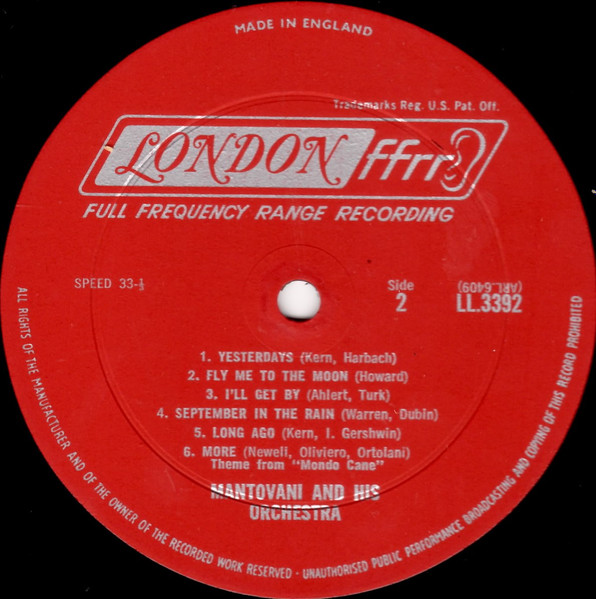 MADE IN ENGLAND
Trademarks Reg. U.S. Pat. Off.
LONDON ffrr
FULL FREQUENCY RANGE RECORDING
SPEED 33-⅓
Side
2
(ARL.6409)
LL.3392
1. YESTERDAYS (Kern, Harbach)
2. FLY ME TO THE MOON (Howard)
3. I'LL GET BY (Ahlert, Turk)
4. SEPTEMBER IN THE RAIN (Warren, Dubin)
5. LONG AGO (Kern, I. Gershwin)
6. MORE (Newell, Oliviero, Ortolani)
Theme from "Mondo Cane"
MANTOVANI AND HIS
ORCHESTRA
ALL RIGHTS OF THE MANUFACTURER AND OF THE OWNER OF THE RECORDED WORK RESERVED · UNAUTHORISED PUBLIC PERFORMANCE BROADCASTING AND COPYING OF THIS RECORD PROHIBITED